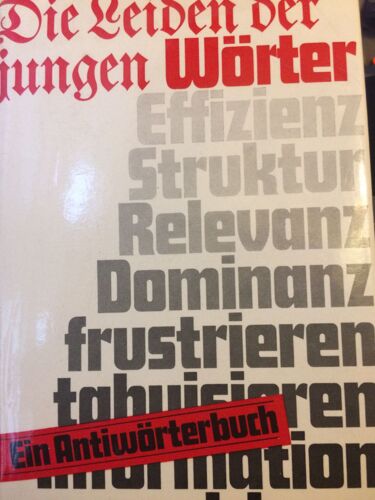 Die Leiden der
jungen Wörter
Effizienz
Struktur
Relevanz
Dominanz
frustrieren
tabuisieren
Ein Antiwörterbuch
Information